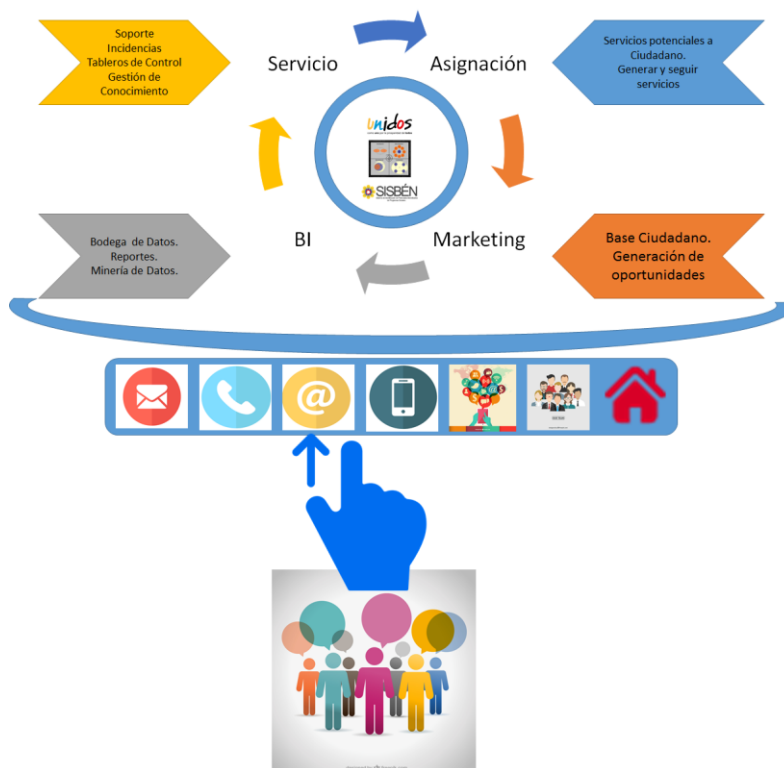 Soporte
Incidencias
Tableros de Control
Gestión de
Conocimiento
Servicio
Asignación
Servicios potenciales a
Ciudadano.
Generar y seguir
servicios
unidos
SISBÉN
Bodega de Datos.
Reportes.
Minería de Datos.
BI
Marketing
Base Ciudadano.
Generación de
oportunidades
@